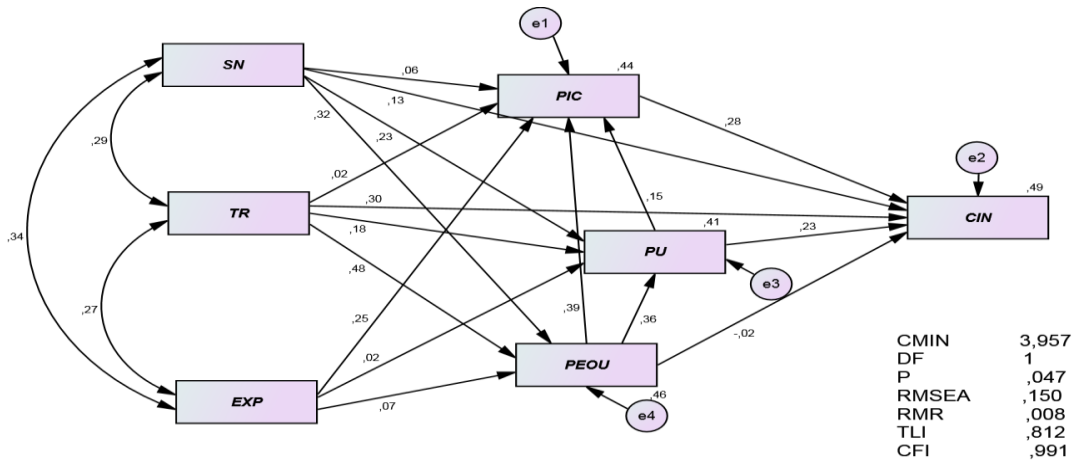 e1
SN
,06
,44
PIC
,13
,32
,28
,29
,23
e2
,02
,49
,30
TR
,15
CIN
,18
,41
,23
,34
PU
,48
e3
,27
,25
,39
,36
,02
-,02
PEOU
EXP
,07
,46
e4
CMIN 3,957
DF 1
P ,047
RMSEA ,150
RMR ,008
TLI ,812
CFI ,991